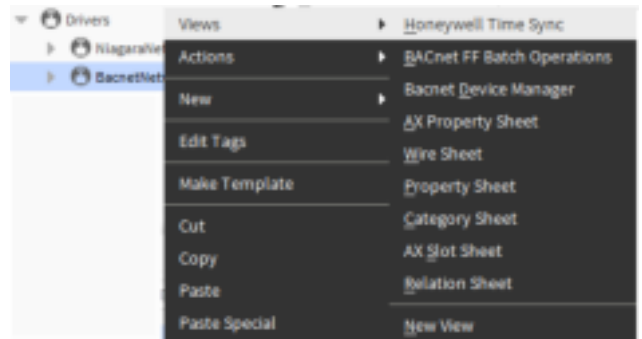 Drivers
NiagaraNet
BacnetNet
Views
Actions
New
Edit Tags
Make Template
Cut
Copy
Paste
Paste Special
Honeywell Time Sync
BACnet FF Batch Operations
Bacnet Device Manager
AX Property Sheet
Wire Sheet
Property Sheet
Category Sheet
AX Slot Sheet
Relation Sheet
New View